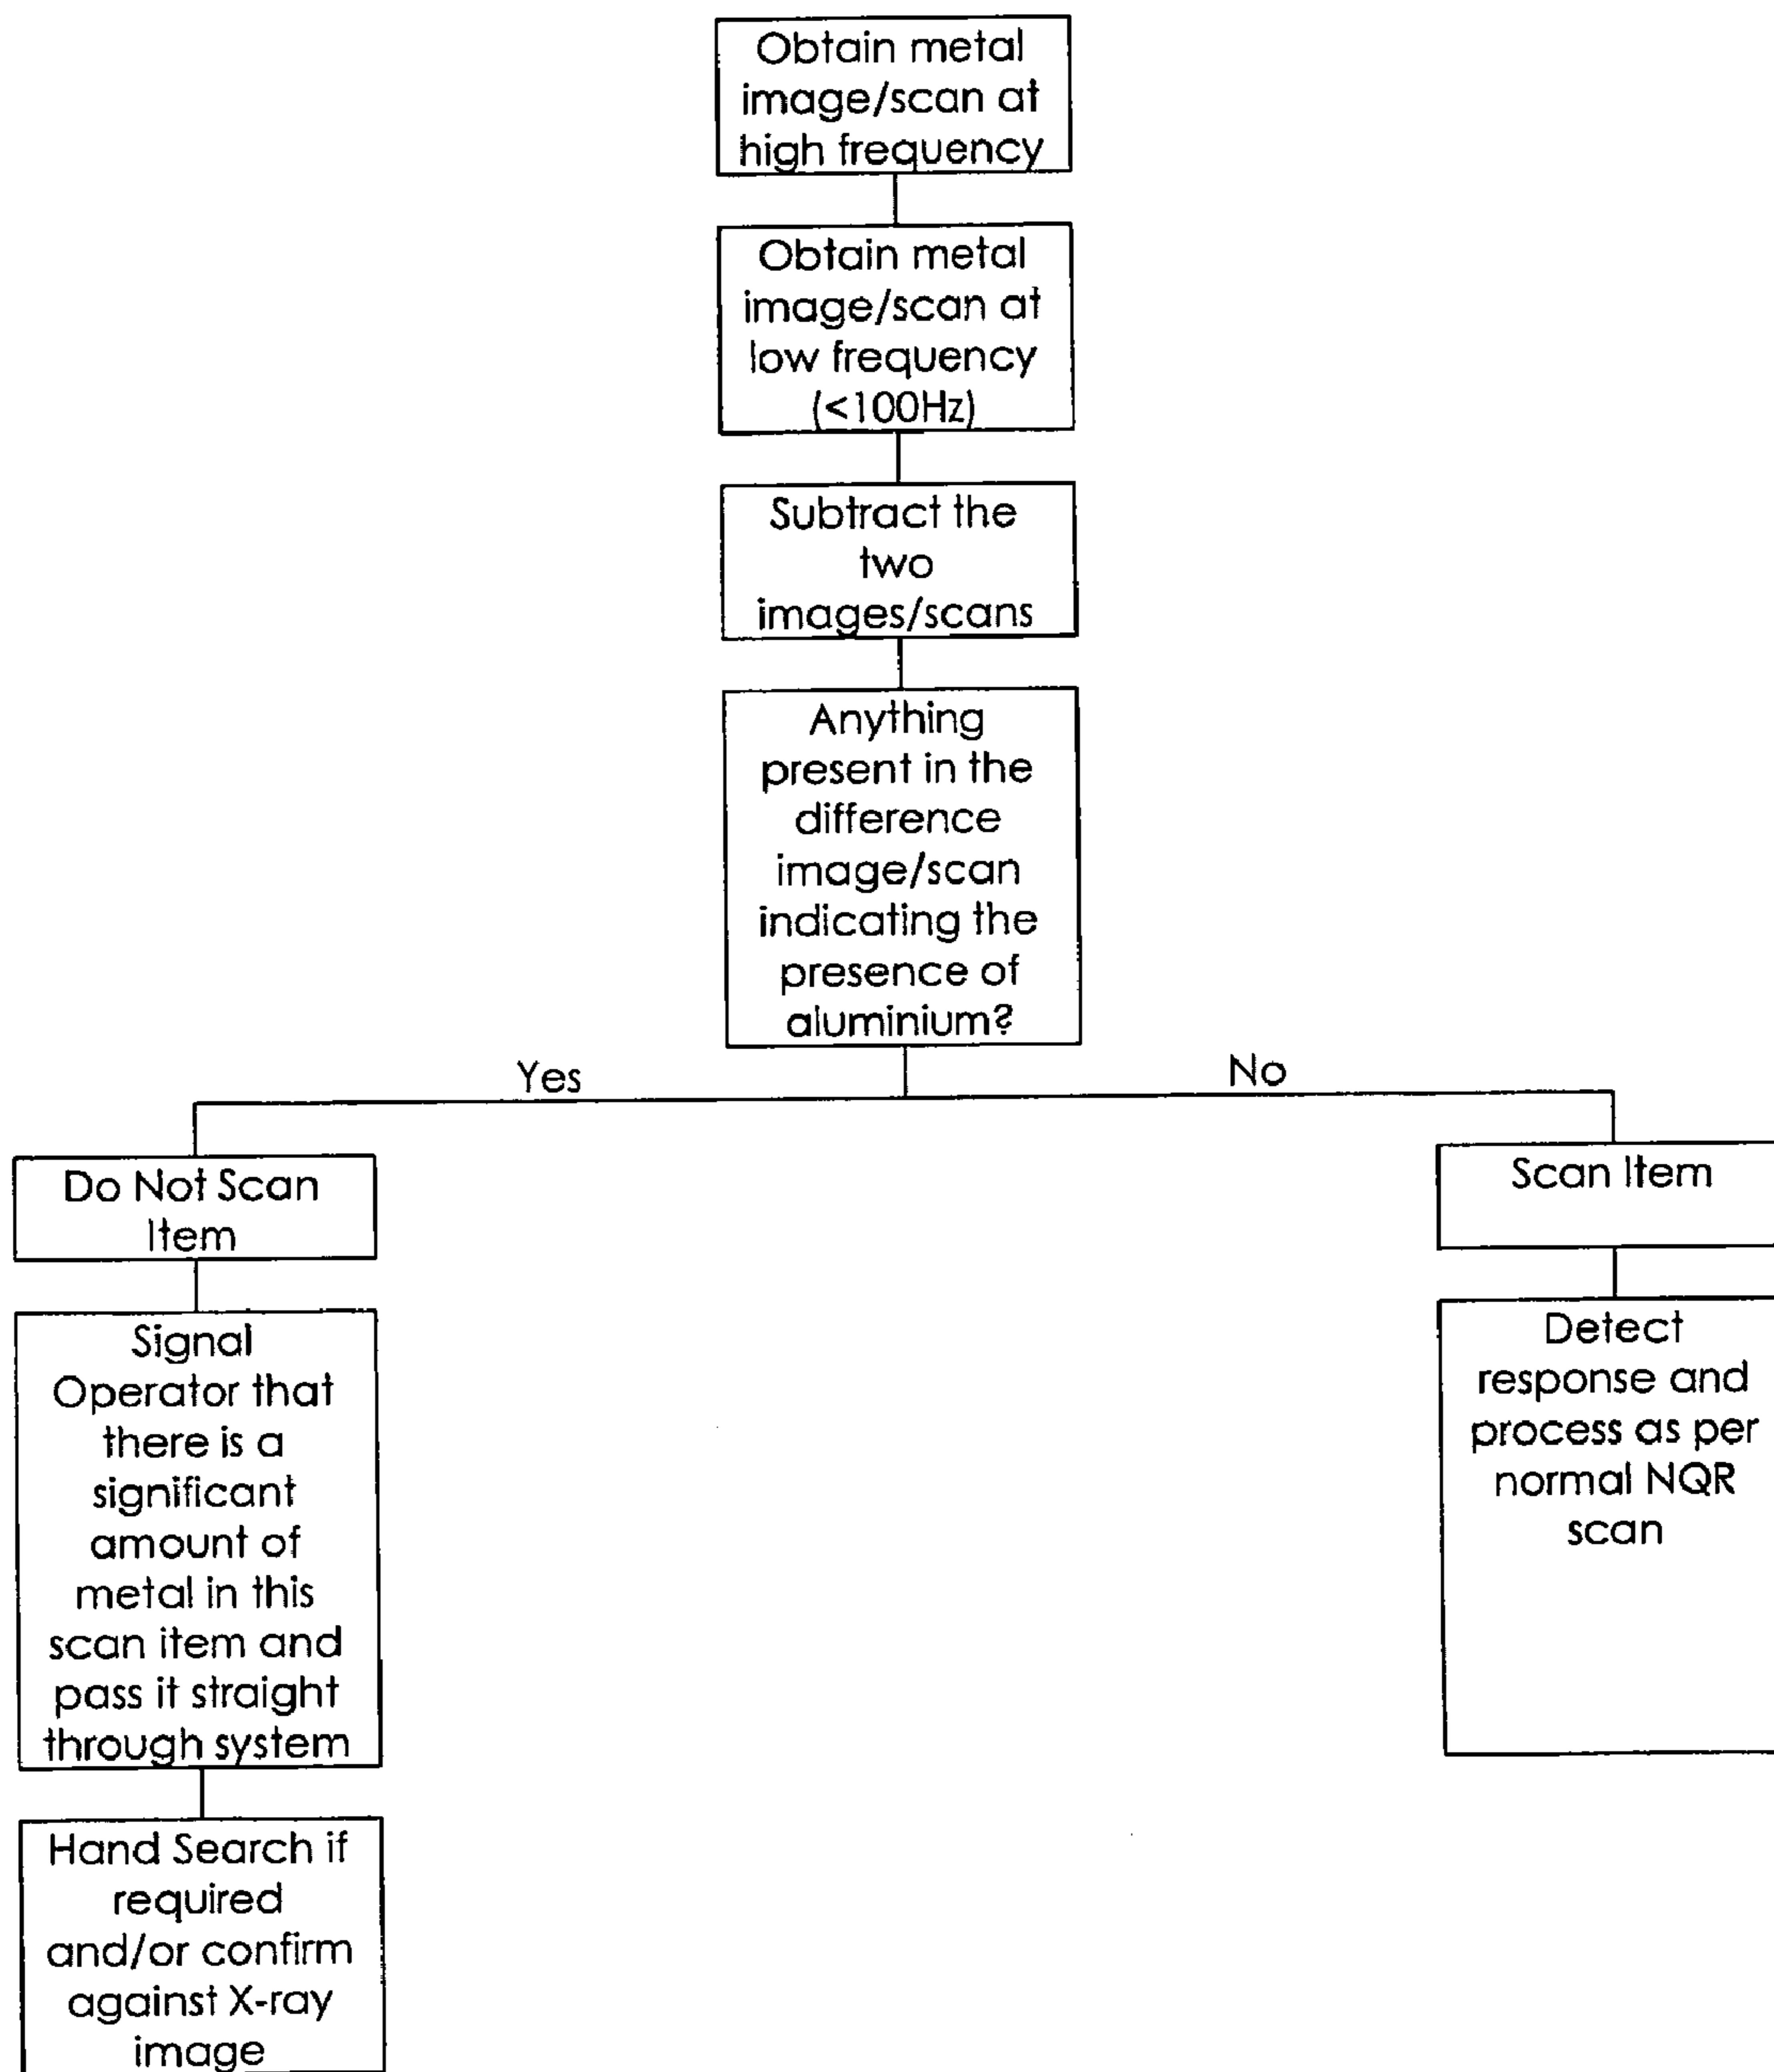 Obtain metal
image/scan at
high frequency
Obtain metal
image/scan at
low frequency
(<100Hz)
Subtract the
two
images/scans
Anything
present in the
difference
image/scan
indicating the
presence of
aluminium?
Yes
No
Do Not Scan
Item
Signal
Operator that
there is a
significant
amount of
metal in this
scan item and
pass it straight
through system
Hand Search if
required
and/or confirm
against X-ray
image
Scan Item
Detect
response and
process as per
normal NQR
scan